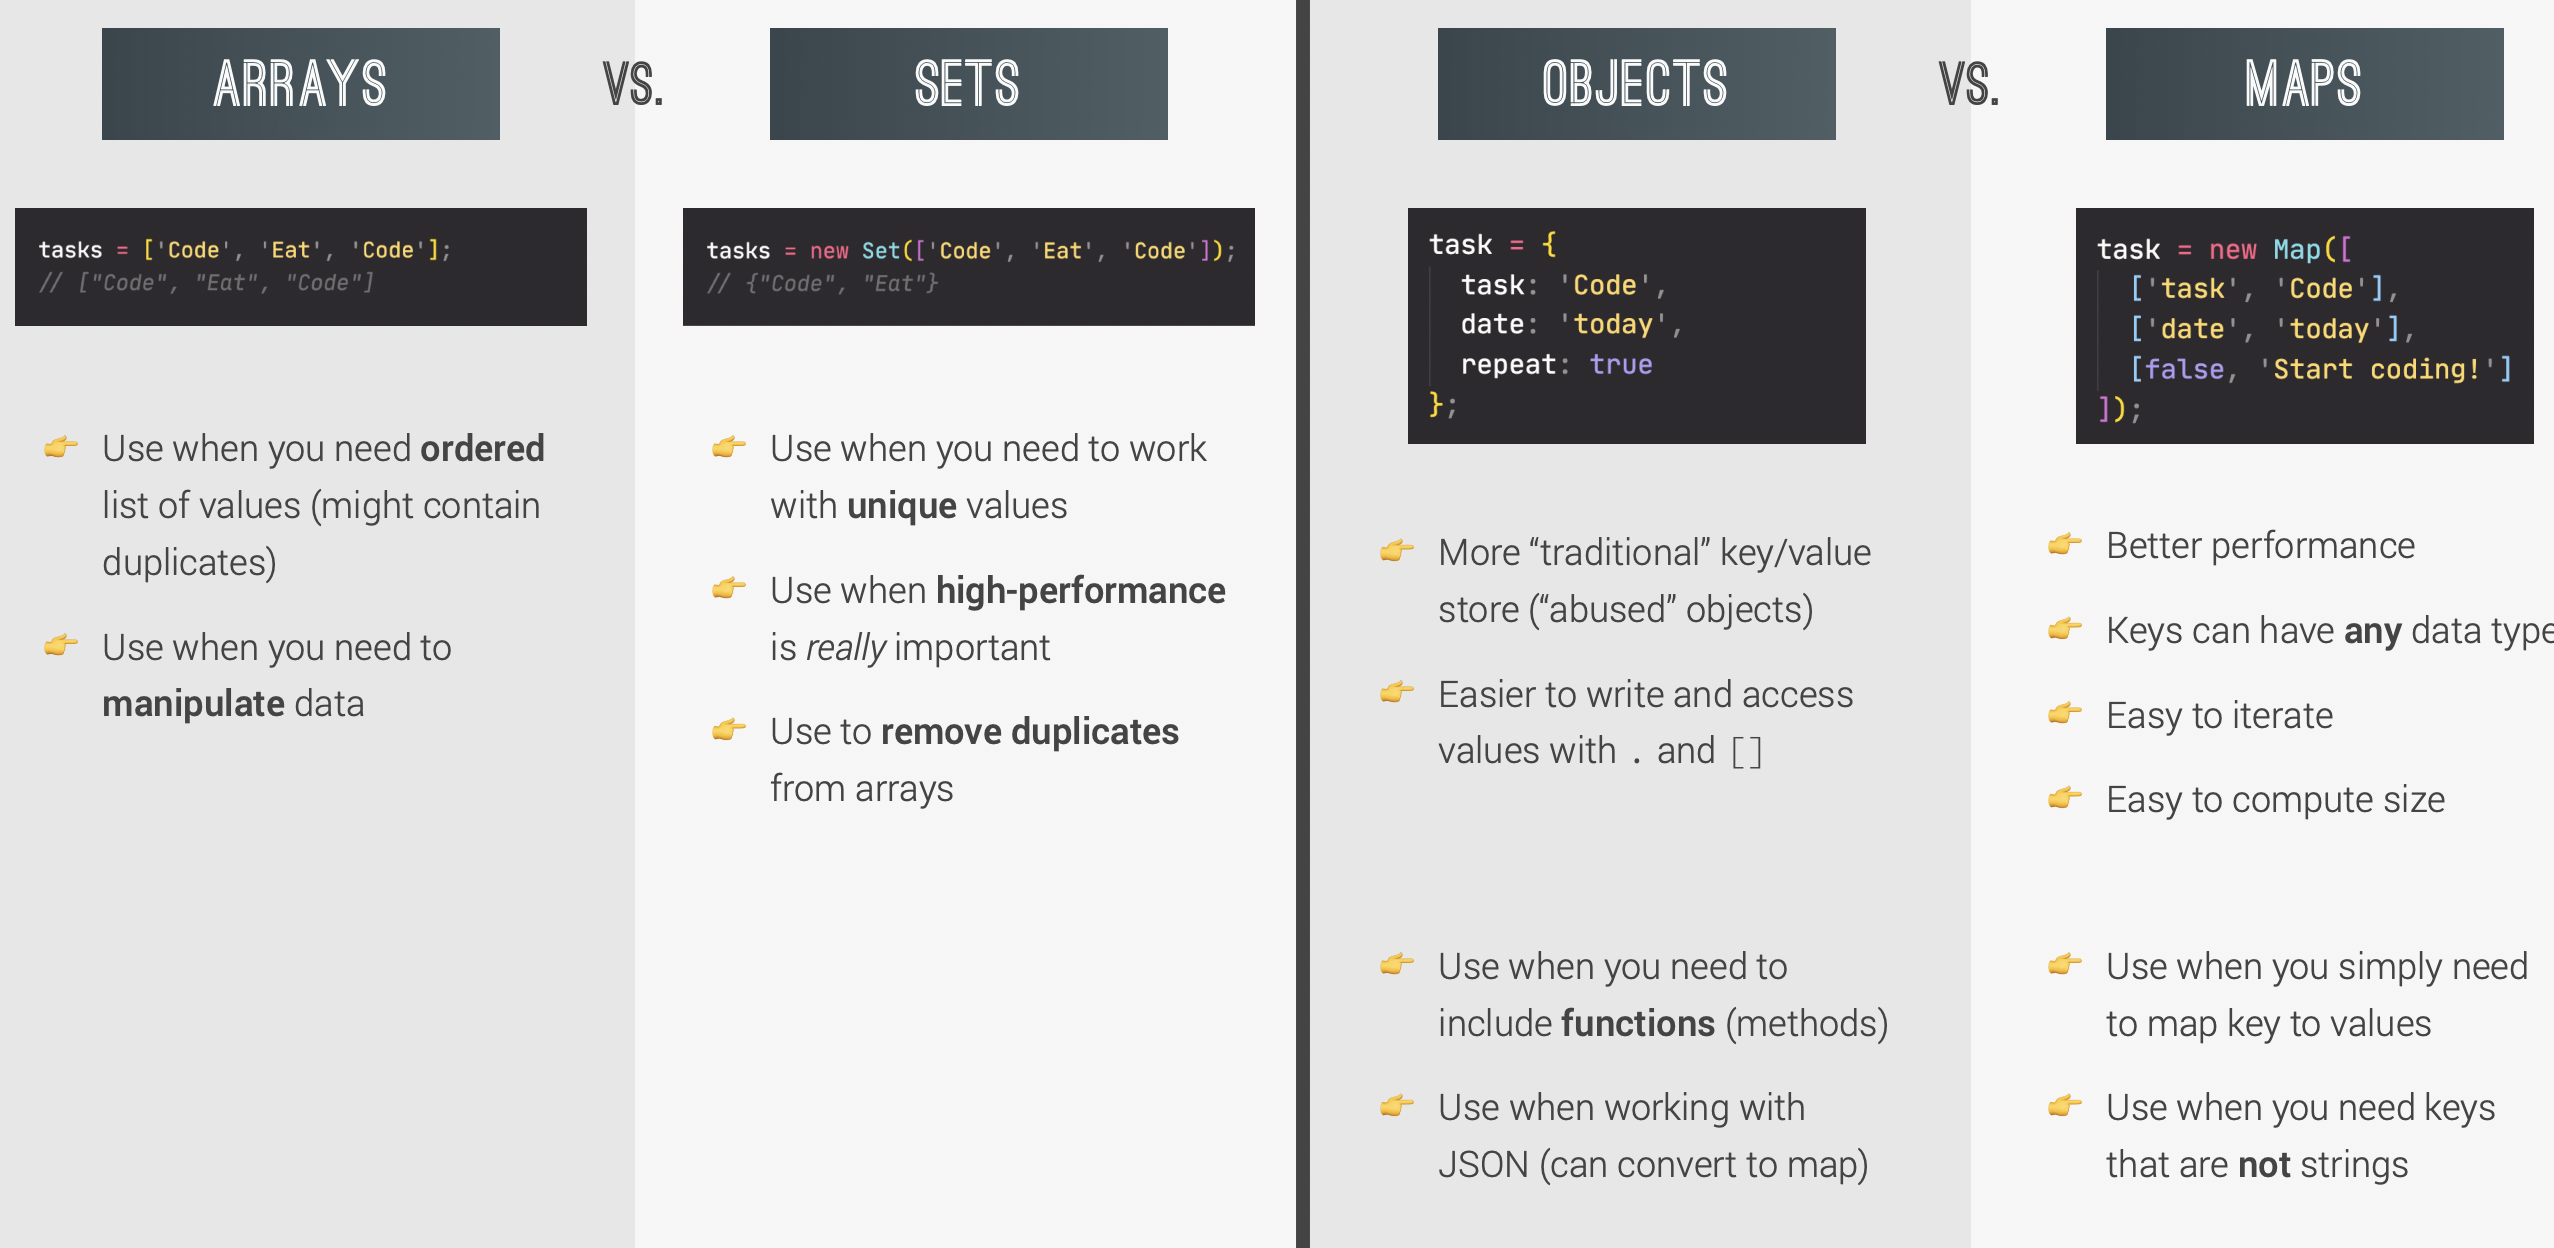 ARRAYS
VS.
SETS
tasks = ['Code', 'Eat', 'Code'];
// ["Code", "Eat", "Code"]
tasks = new Set(['Code', 'Eat', 'Code']);
// {"Code", "Eat"}
👉 Use when you need ordered
list of values (might contain
duplicates)
👉 Use when you need to
manipulate data
👉 Use when you need to work
with unique values
👉 Use when high-performance
is really important
👉 Use to remove duplicates
from arrays
OBJECTS
VS.
MAPS
task = {
task: 'Code',
date: 'today',
repeat: true
};
task = new Map([
['task', 'Code'],
['date', 'today'],
[false, 'Start coding!']
]);
👉 More “traditional” key/value
store (“abused” objects)
👉 Easier to write and access
values with . and []
👉 Use when you need to
include functions (methods)
👉 Use when working with
JSON (can convert to map)
👉 Better performance
👉 Keys can have any data type
👉 Easy to iterate
👉 Easy to compute size
👉 Use when you simply need
to map key to values
👉 Use when you need keys
that are not strings